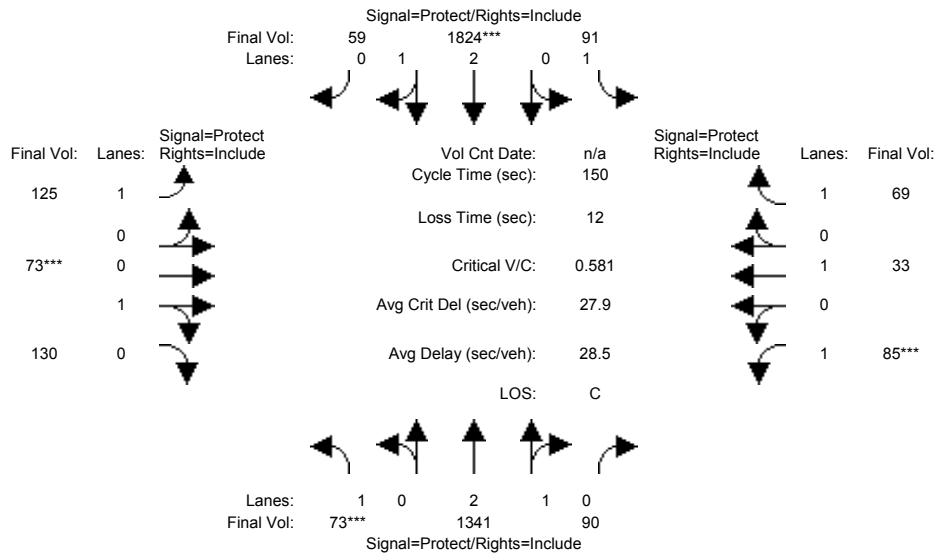 Signal=Protect/Rights=Include
Final Vol: 59 1824*** 91
Lanes: 0 1 2 0 1
Signal=Protect Signal=Protect
Final Vol: Lanes: Rights=Include Vol Cnt Date: n/a Rights=Include Lanes: Final Vol:
Cycle Time (sec): 150
125 1 1 69
Loss Time (sec): 12
0 0
73*** 0 Critical V/C: 0.581 1 33
1 Avg Crit Del (sec/veh): 27.9 0
130 0 Avg Delay (sec/veh): 28.5 1 85***
LOS: C
Lanes: 1 0 2 1 0
Final Vol: 73*** 1341 90
Signal=Protect/Rights=Include